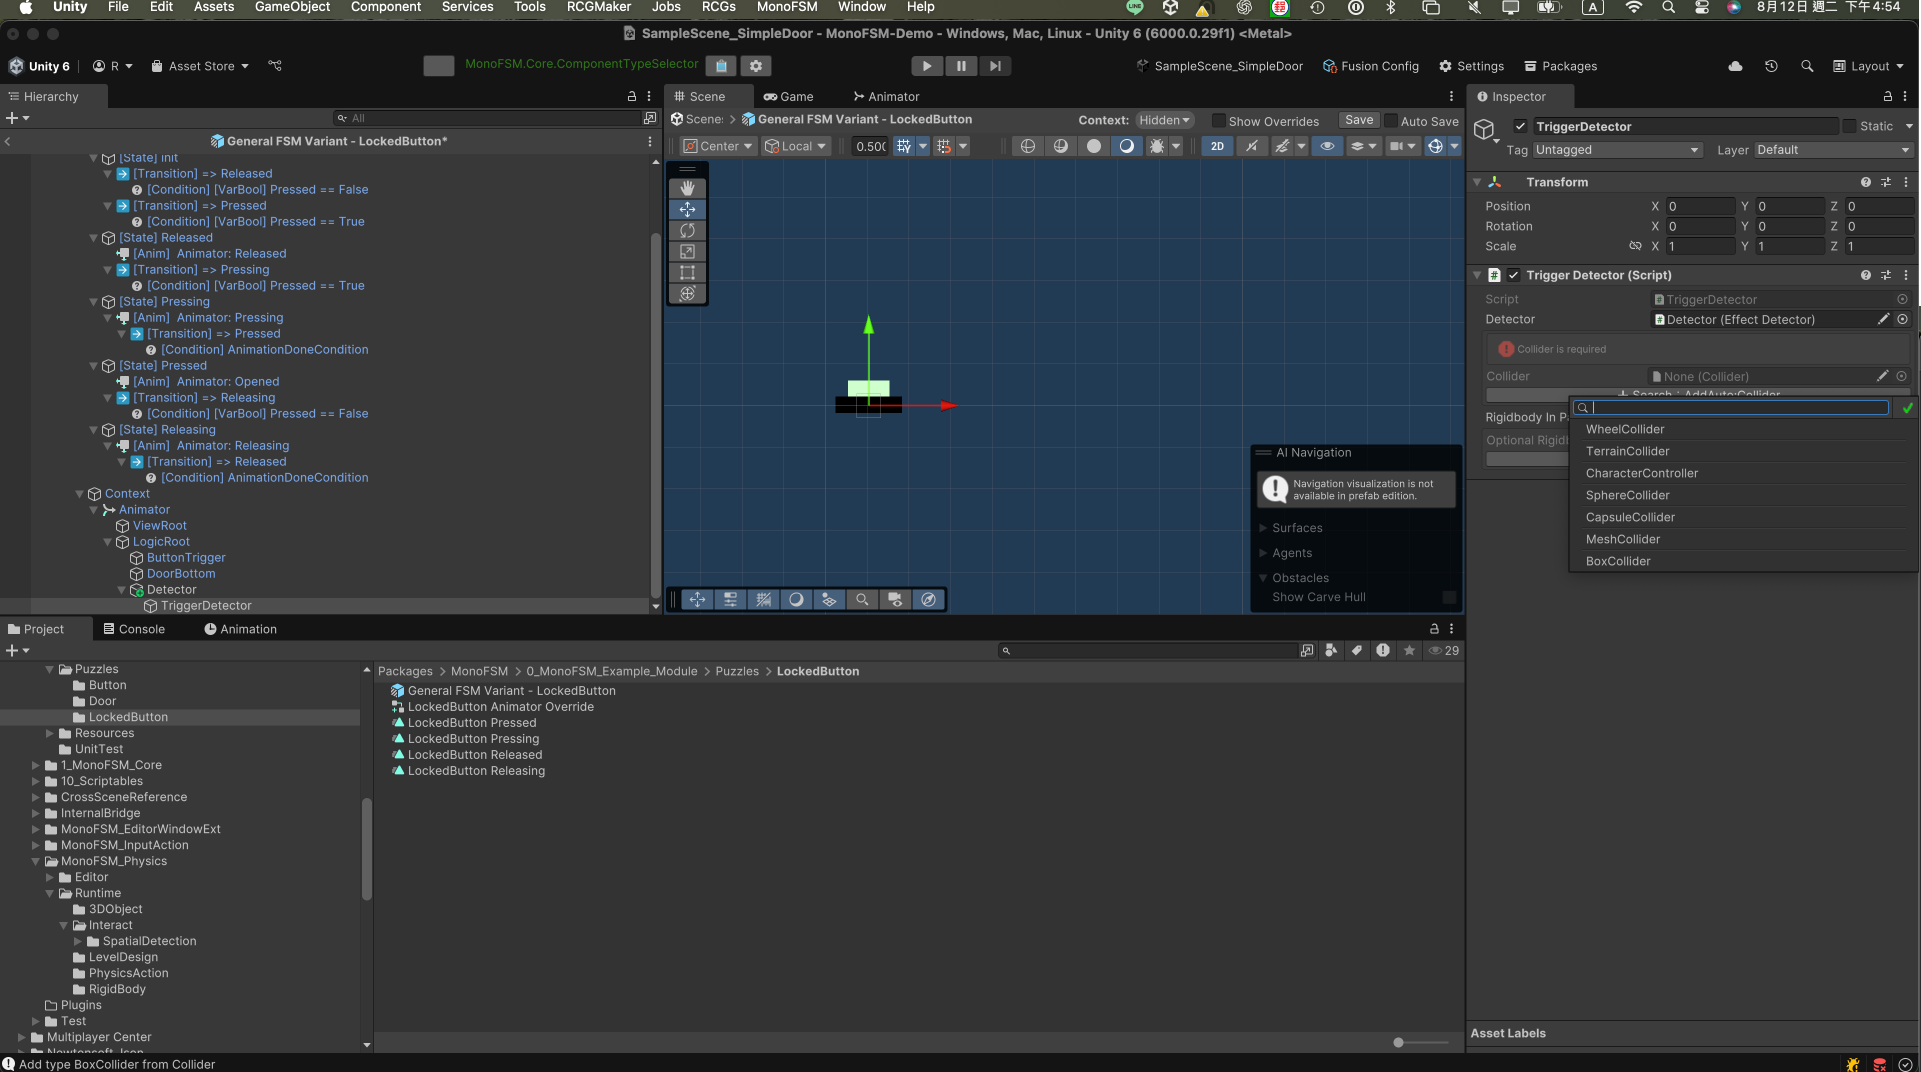 Unity File Edit Assets GameObject Component Services Tools RCGMaker Jobs RCGs MonoFSM Window Help
LINE A 8月12日 週二 下午4:54
SampleScene_SimpleDoor - MonoFSM-Demo - Windows, Mac, Linux - Unity 6 (6000.0.29f1) <Metal>
Unity 6 R Asset Store
MonoFSM.Core.ComponentTypeSelector
SampleScene_SimpleDoor Fusion Config Settings Packages Layout
Hierarchy
All
General FSM Variant - LockedButton*
[State] Init
[Transition] => Released
[Condition] [VarBool] Pressed == False
[Transition] => Pressed
[Condition] [VarBool] Pressed == True
[State] Released
[Anim] Animator: Released
[Transition] => Pressing
[Condition] [VarBool] Pressed == True
[State] Pressing
[Anim] Animator: Pressing
[Transition] => Pressed
[Condition] AnimationDoneCondition
[State] Pressed
[Anim] Animator: Opened
[Transition] => Releasing
[Condition] [VarBool] Pressed == False
[State] Releasing
[Anim] Animator: Releasing
[Transition] => Released
[Condition] AnimationDoneCondition
Context
Animator
ViewRoot
LogicRoot
ButtonTrigger
DoorBottom
Detector
TriggerDetector
Scene Game Animator
Scenes General FSM Variant - LockedButton Context: Hidden Show Overrides Save Auto Save
Center Local 0.500 2D
AI Navigation
Navigation visualization is not
available in prefab edition.
Surfaces
Agents
Obstacles
Show Carve Hull
Inspector
TriggerDetector Static
Tag Untagged Layer Default
Transform
Position X 0 Y 0 Z 0
Rotation X 0 Y 0 Z 0
Scale X 1 Y 1 Z 1
Trigger Detector (Script)
Script TriggerDetector
Detector Detector (Effect Detector)
Collider is required
Collider None (Collider)
+ Search : AddAuto:Collider
Rigidbody In P
Optional Rigid
WheelCollider
TerrainCollider
CharacterController
SphereCollider
CapsuleCollider
MeshCollider
BoxCollider
Asset Labels
Project Console Animation
29
Puzzles
Button
Door
LockedButton
Resources
UnitTest
1_MonoFSM_Core
10_Scriptables
CrossSceneReference
InternalBridge
MonoFSM_EditorWindowExt
MonoFSM_InputAction
MonoFSM_Physics
Editor
Runtime
3DObject
Interact
SpatialDetection
LevelDesign
PhysicsAction
RigidBody
Plugins
Test
Multiplayer Center
Newtonsoft Json
Packages > MonoFSM > 0_MonoFSM_Example_Module > Puzzles > LockedButton
General FSM Variant - LockedButton
LockedButton Animator Override
LockedButton Pressed
LockedButton Pressing
LockedButton Released
LockedButton Releasing
Add type BoxCollider from Collider